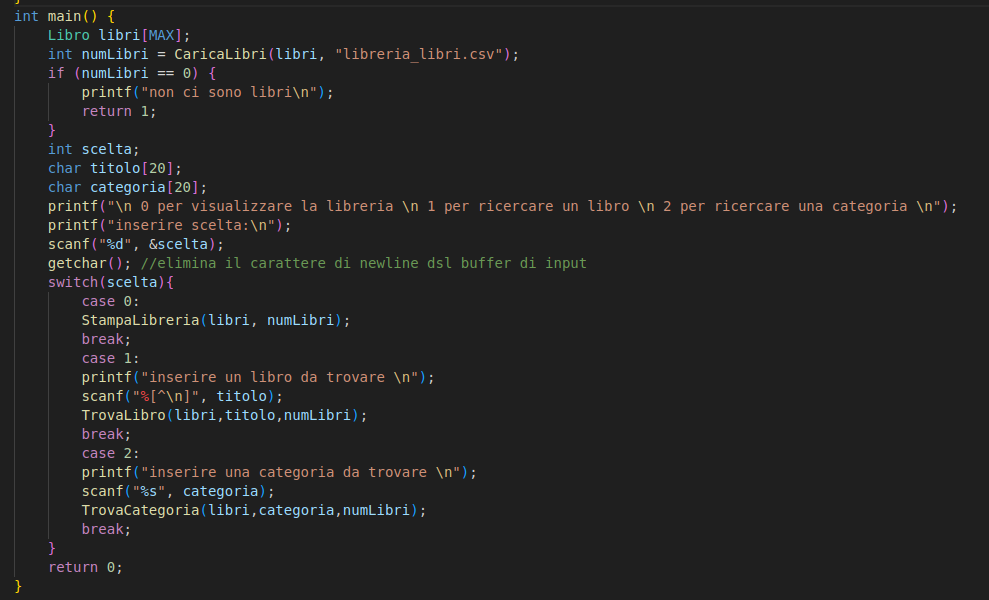 }
int main() {
    Libro libri[MAX];
    int numLibri = CaricaLibri(libri, "libreria_libri.csv");
    if (numLibri == 0) {
        printf("non ci sono libri\n");
        return 1;
    }
    int scelta;
    char titolo[20];
    char categoria[20];
    printf("\n 0 per visualizzare la libreria \n 1 per ricercare un libro \n 2 per ricercare una categoria \n");
    printf("inserire scelta:\n");
    scanf("%d", &scelta);
    getchar(); //elimina il carattere di newline dsl buffer di input
    switch(scelta){
        case 0:
        StampaLibreria(libri, numLibri);
        break;
        case 1:
        printf("inserire un libro da trovare \n");
        scanf("%[^\n]", titolo);
        TrovaLibro(libri,titolo,numLibri);
        break;
        case 2:
        printf("inserire una categoria da trovare \n");
        scanf("%s", categoria);
        TrovaCategoria(libri,categoria,numLibri);
        break;
    }
    return 0;
}